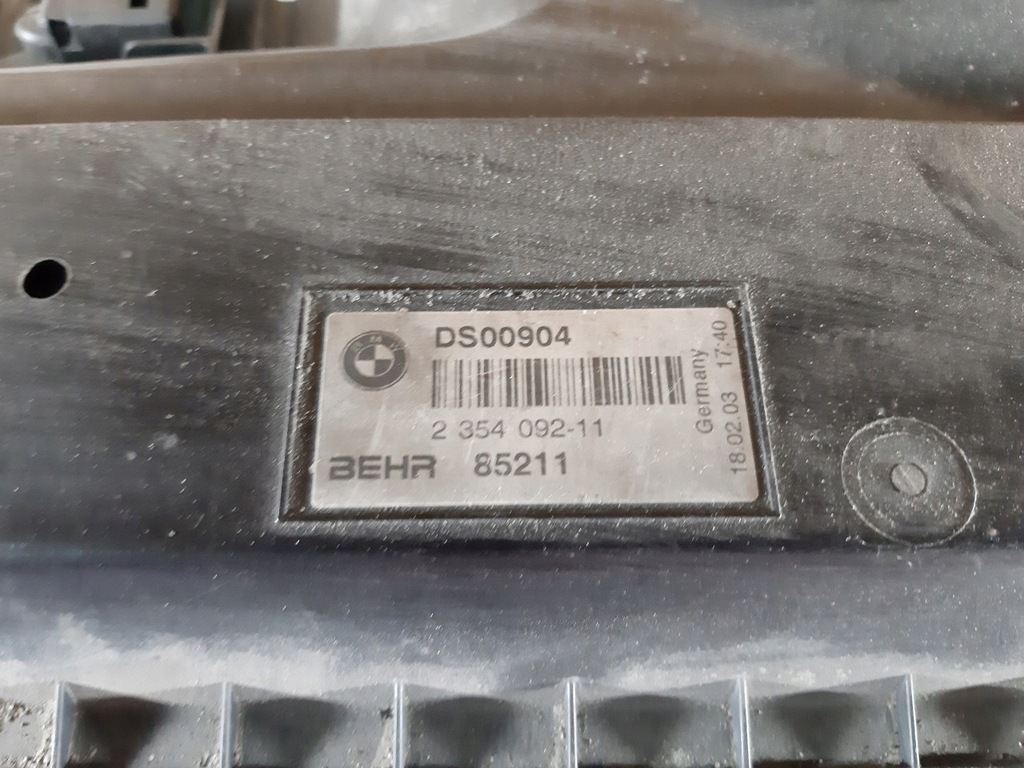 DS00904
2 354 092-11
BEHR 85211
Germany
18.02.03 17:40